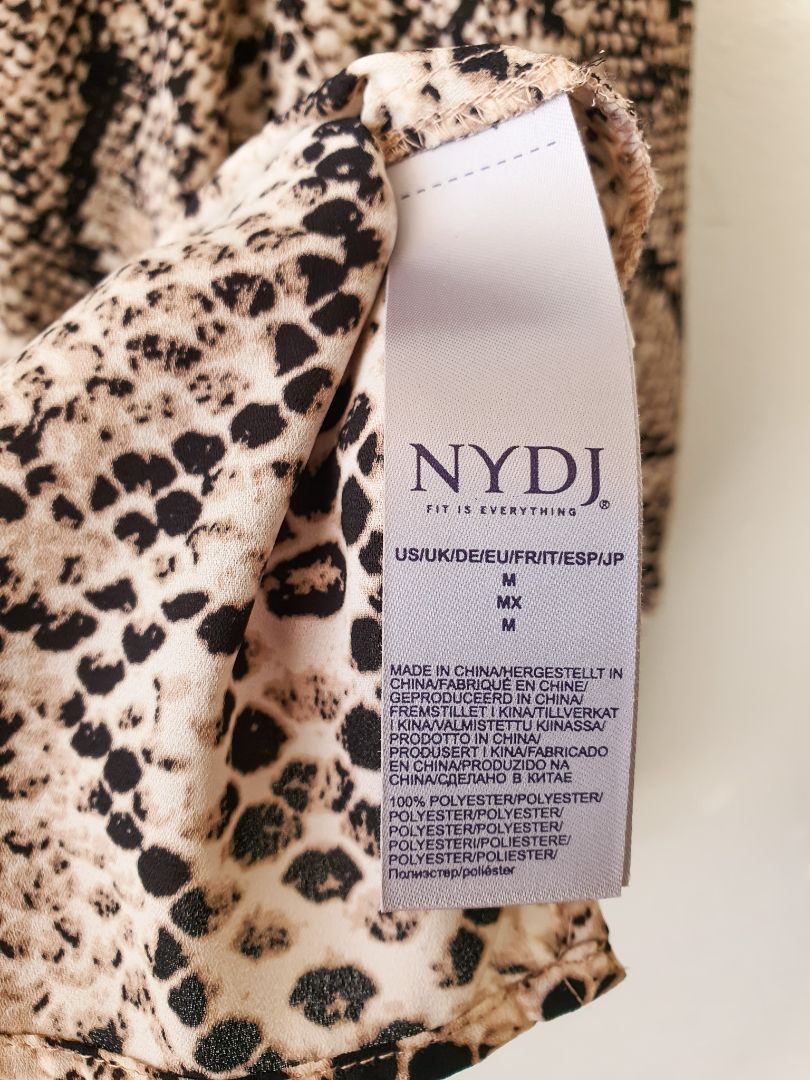 NYDJ®
FIT IS EVERYTHING
US/UK/DE/EU/FR/IT/ESP/JP
M
MX
M
MADE IN CHINA/HERGESTELLT IN
CHINA/FABRIQUÉ EN CHINE/
GEPRODUCEERD IN CHINA/
FREMSTILLET I KINA/TILLVERKAT
I KINA/VALMISTETTU KIINASSA/
PRODOTTO IN CHINA/
PRODUSERT I KINA/FABRICADO
EN CHINA/PRODUZIDO NA
CHINA/СДЕЛАНО В КИТАЕ
100% POLYESTER/POLYESTER/
POLYESTER/POLYESTER/
POLYESTER/POLYESTER/
POLYESTERI/POLIESTERE/
POLYESTER/POLIESTER/
Полиэстер/poliéster